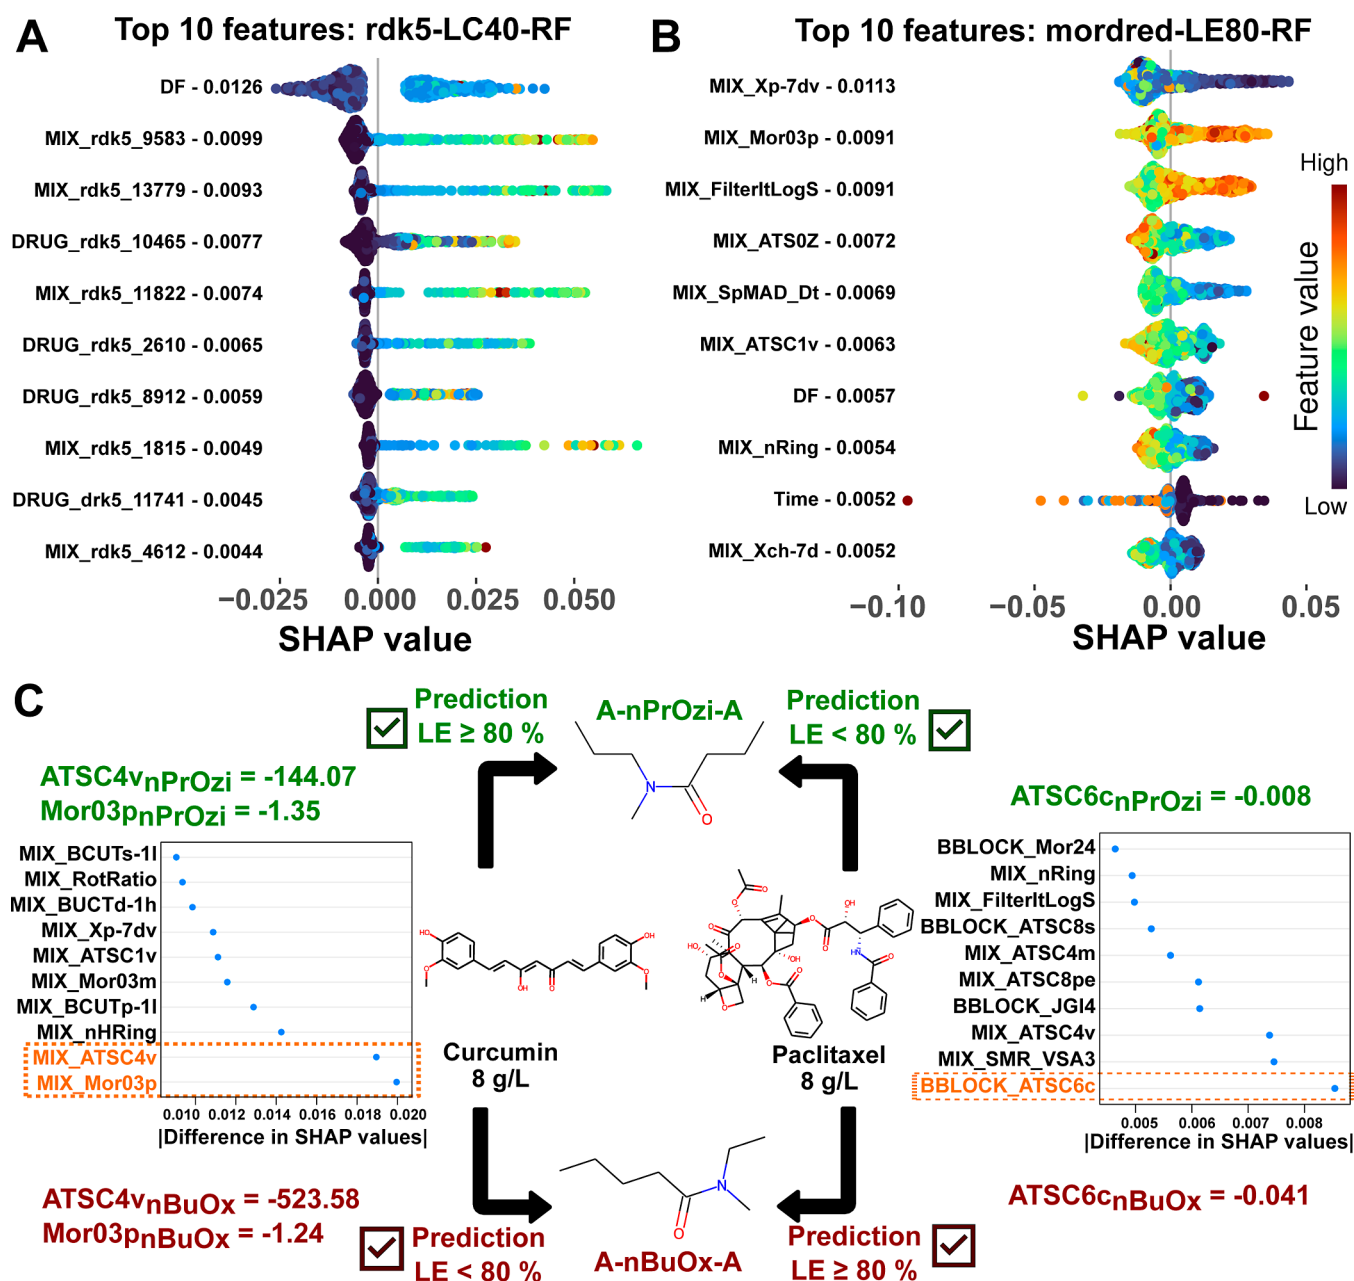 A
Top 10 features: rdk5-LC40-RF
DF - 0.0126
MIX_rdk5_9583 - 0.0099
MIX_rdk5_13779 - 0.0093
DRUG_rdk5_10465 - 0.0077
MIX_rdk5_11822 - 0.0074
DRUG_rdk5_2610 - 0.0065
DRUG_rdk5_8912 - 0.0059
MIX_rdk5_1815 - 0.0049
DRUG_drk5_11741 - 0.0045
MIX_rdk5_4612 - 0.0044
−0.025 0.000 0.025 0.050
SHAP value
B
Top 10 features: mordred-LE80-RF
MIX_Xp-7dv - 0.0113
MIX_Mor03p - 0.0091
MIX_FilterItLogS - 0.0091
MIX_ATS0Z - 0.0072
MIX_SpMAD_Dt - 0.0069
MIX_ATSC1v - 0.0063
DF - 0.0057
MIX_nRing - 0.0054
Time - 0.0052
MIX_Xch-7d - 0.0052
−0.10 −0.05 0.00 0.05
SHAP value
High
Feature value
Low
C
Prediction
LE ≥ 80 %
A-nPrOzi-A
N
O
Prediction
LE < 80 %
ATSC4vnPrOzi = -144.07
Mor03pnPrOzi = -1.35
MIX_BCUTs-1l
MIX_RotRatio
MIX_BUCTd-1h
MIX_Xp-7dv
MIX_ATSC1v
MIX_Mor03m
MIX_BCUTp-1l
MIX_nHRing
MIX_ATSC4v
MIX_Mor03p
0.010 0.012 0.014 0.016 0.018 0.020
|Difference in SHAP values|
HO
O
OH
O
OH
O
Curcumin
8 g/L
O
O
O
O
HO
O
O
O
H
O
O
OH
O
O
OH
HN
O
Paclitaxel
8 g/L
ATSC6cnPrOzi = -0.008
BBLOCK_Mor24
MIX_nRing
MIX_FilterItLogS
BBLOCK_ATSC8s
MIX_ATSC4m
MIX_ATSC8pe
BBLOCK_JGI4
MIX_ATSC4v
MIX_SMR_VSA3
BBLOCK_ATSC6c
0.005 0.006 0.007 0.008
|Difference in SHAP values|
ATSC4vnBuOx = -523.58
Mor03pnBuOx = -1.24
Prediction
LE < 80 %
N
O
A-nBuOx-A
Prediction
LE ≥ 80 %
ATSC6cnBuOx = -0.041